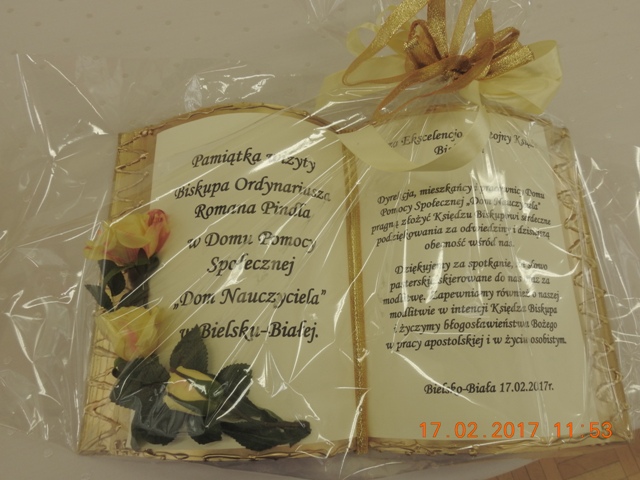 Pamiątka wizyty
Biskupa Ordynariusza
Romana Pindla
w Domu Pomocy
Społecznej
„Dom Nauczyciela"
w Bielsku-Białej.
Ekscelencjo
Dyrekcja, mieszkańcy i pracownicy Domu
Pomocy Społecznej „Dom Nauczyciela"
pragną złożyć Księdzu Biskupowi serdeczne
podziękowania za odwiedziny i dzisiejszą
obecność wśród nas.
Dziękujemy za spotkanie, za słowo
pasterskie skierowane do nas oraz za
modlitwę. Zapewniamy również o naszej
modlitwie w intencji Księdza Biskupa
i życzymy błogosławieństwa Bożego
w pracy apostolskiej i w życiu osobistym.
Bielsko-Biała 17.02.2017r.
17.02.2017 11:53